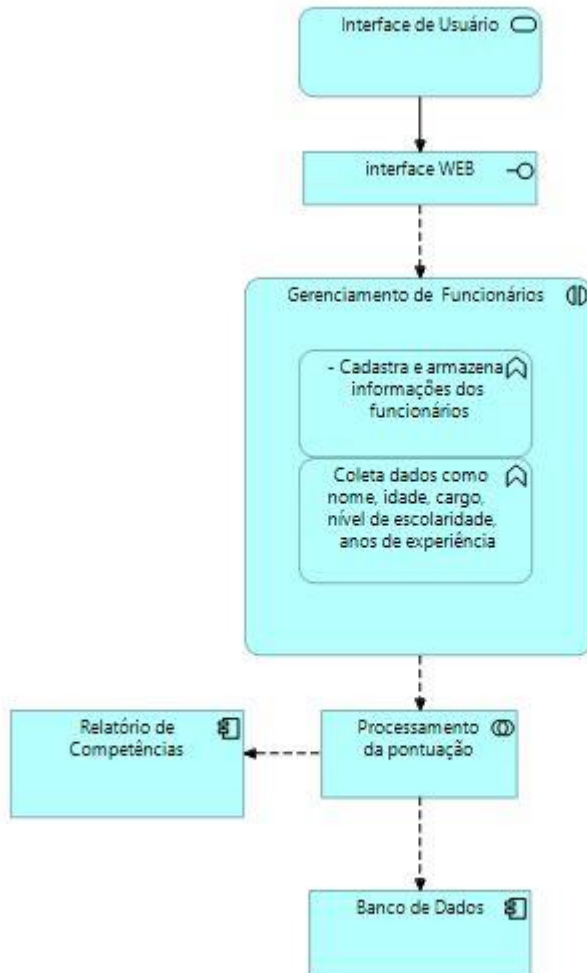 Interface de Usuário
interface WEB
Gerenciamento de Funcionários
- Cadastra e armazena
informações dos
funcionários
Coleta dados como
nome, idade, cargo,
nível de escolaridade,
anos de experiência
Relatório de
Competências
Processamento
da pontuação
Banco de Dados